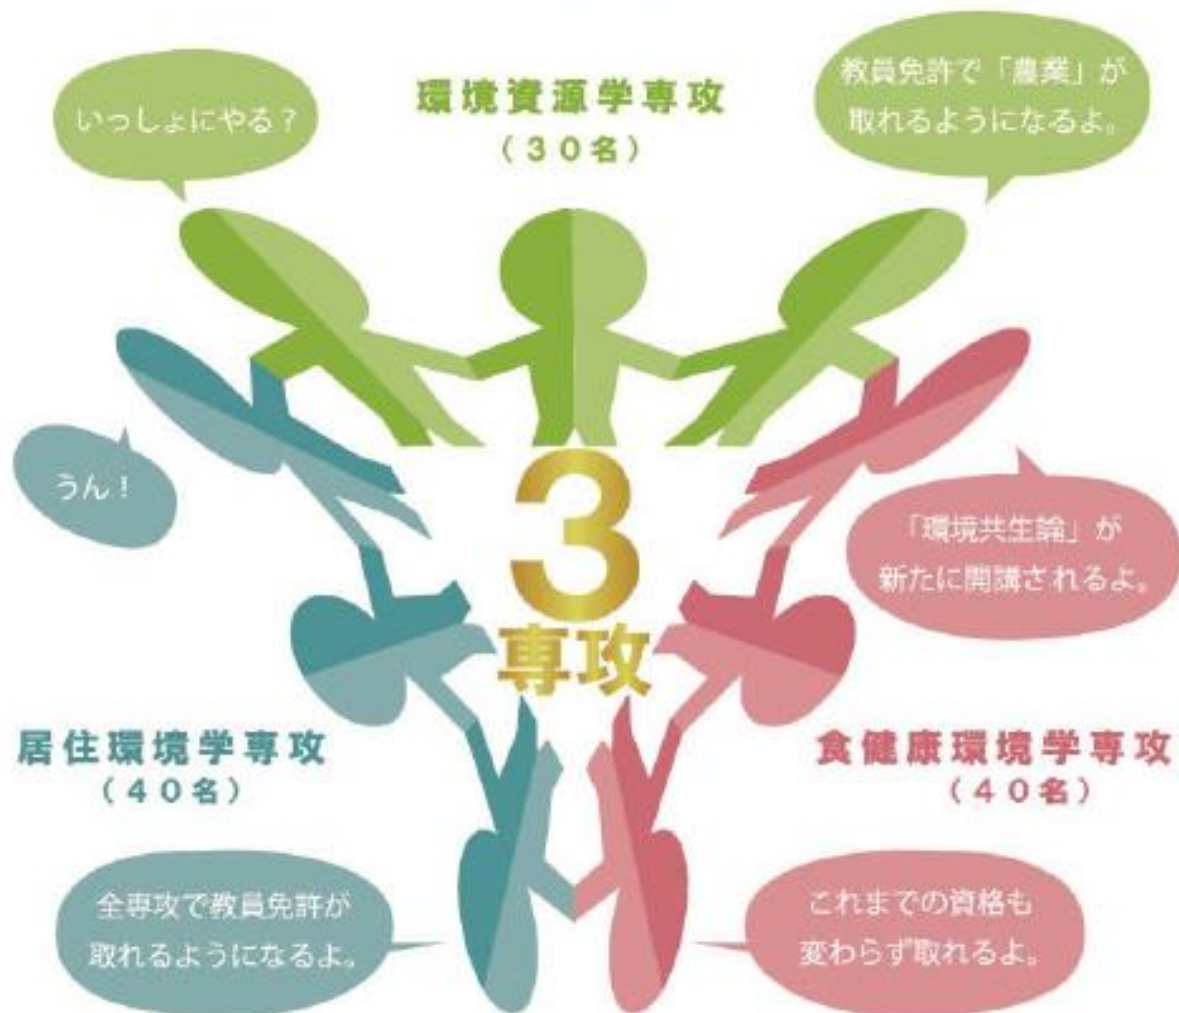 いっしょにやる？
環境資源学専攻
（３０名）
教員免許で「農業」が
取れるようになるよ。
うん！
「環境共生論」が
新たに開講されるよ。
3
専攻
居住環境学専攻
（４０名）
食健康環境学専攻
（４０名）
全専攻で教員免許が
取れるようになるよ。
これまでの資格も
変わらず取れるよ。